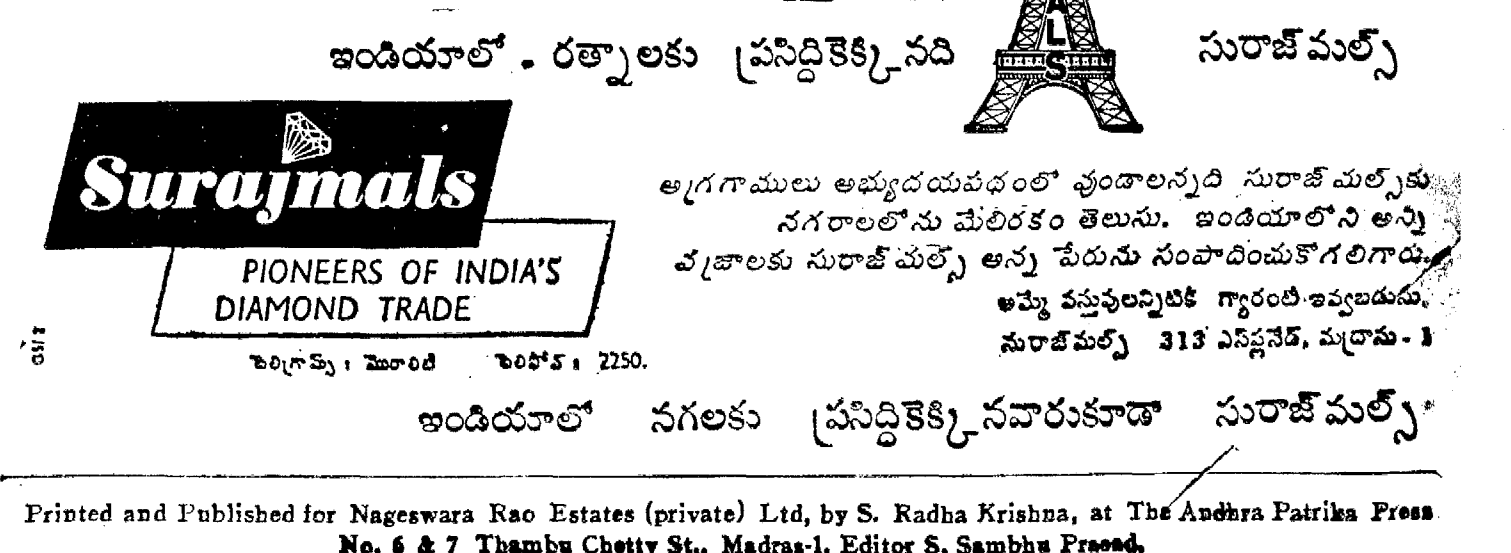 ALS
ఇండియాలో . రత్నాలకు ప్రసిద్ధికెక్కినది సురాజ్‌మల్స్
Surajmals
PIONEERS OF INDIA'S
DIAMOND TRADE
అగ్రగాములు అభ్యుదయపథంలో వుండాలన్నది సురాజ్‌మల్స్‌కు
నగరాలలోను మేలిరకం తెలుసు. ఇండియాలోని అన్ని
వజ్రాలకు సురాజ్‌మల్స్ అన్న పేరును సంపాదించుకోగలిగారు.
అమ్మే వస్తువులన్నిటికి గ్యారంటీ ఇవ్వబడును.
సురాజ్‌మల్స్ 313 ఎస్‌ప్లనేడ్, మద్రాసు - 1
టెలిగ్రామ్స్ : మొరాలిటి టెలిఫోన్ : 2250.
ఇండియాలో నగలకు ప్రసిద్ధికెక్కినవారుకూడా సురాజ్‌మల్స్
Printed and Published for Nageswara Rao Estates (private) Ltd, by S. Radha Krishna, at The Andhra Patrika Press
No. 6 & 7 Thambu Chetty St., Madras-1. Editor S. Sambhu Prasad.